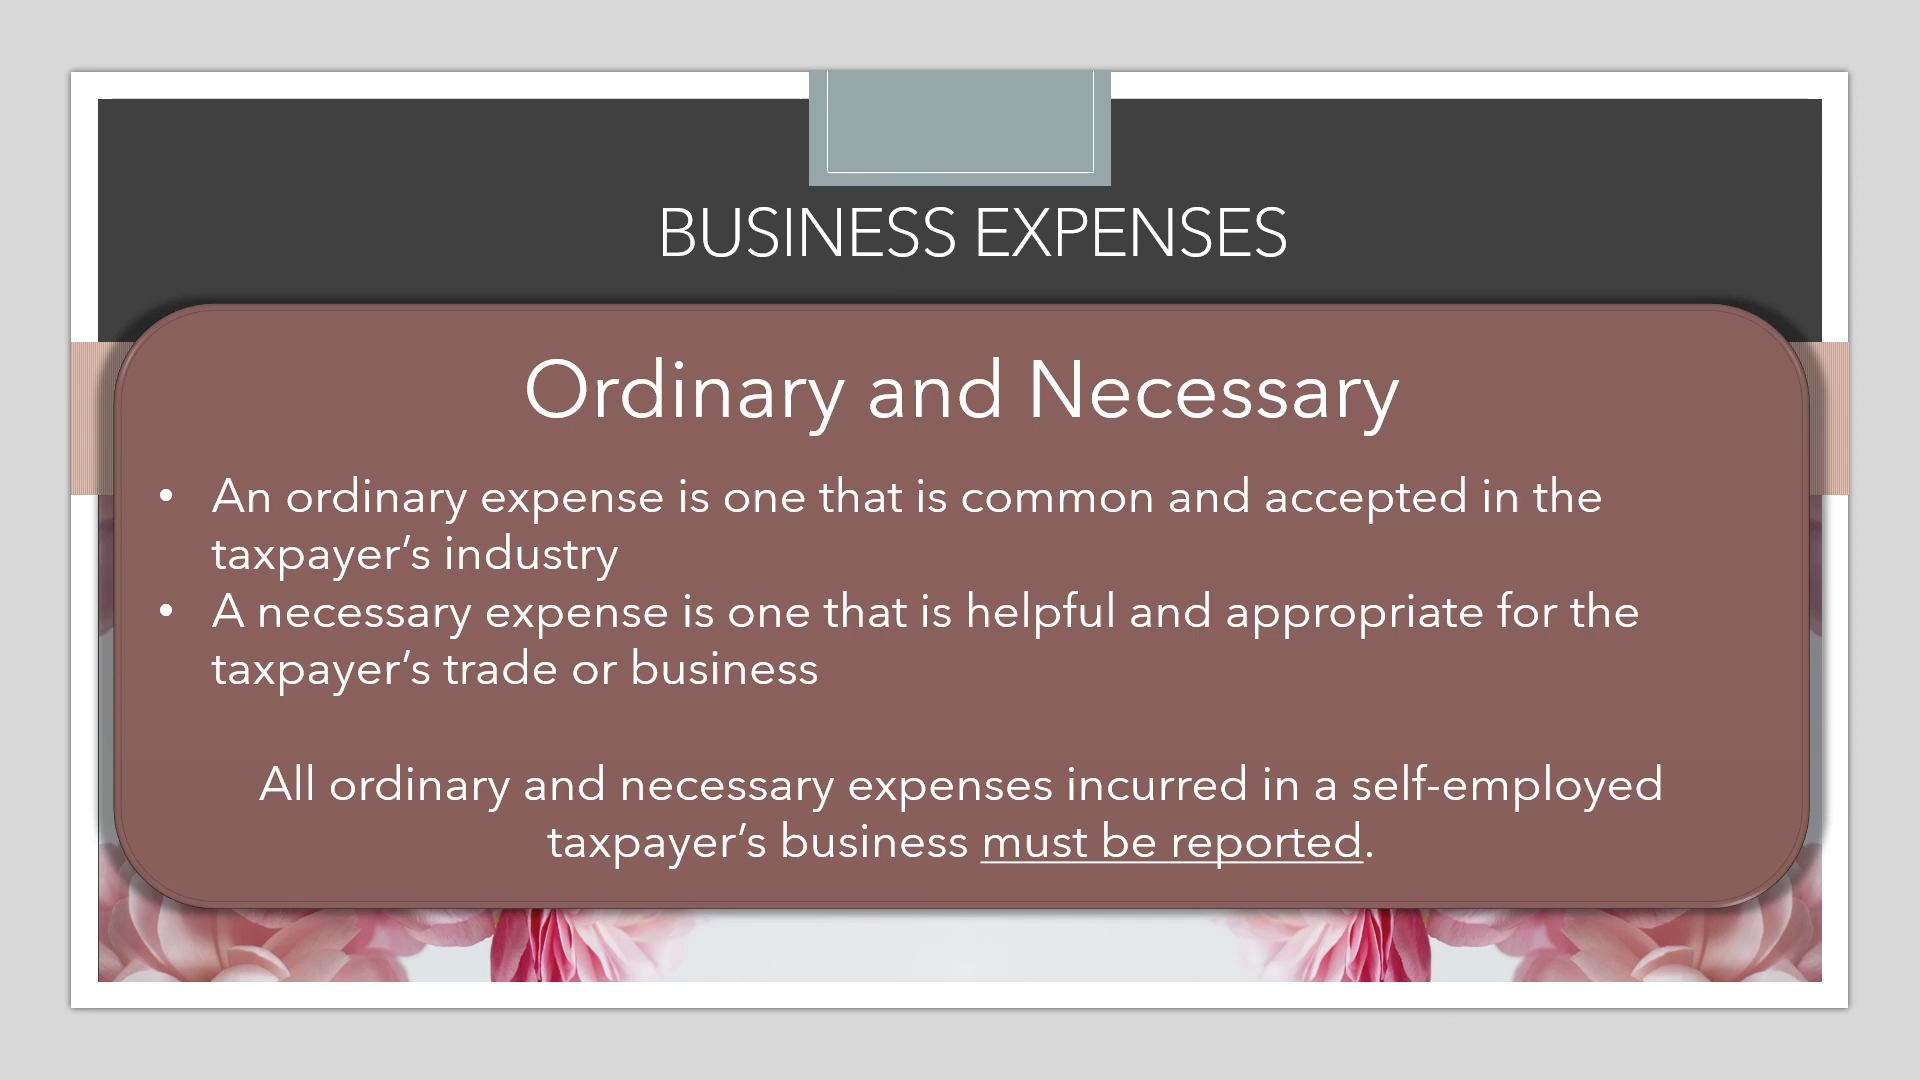 BUSINESS EXPENSES
Ordinary and Necessary
• An ordinary expense is one that is common and accepted in the
taxpayer’s industry
• A necessary expense is one that is helpful and appropriate for the
taxpayer’s trade or business
All ordinary and necessary expenses incurred in a self-employed
taxpayer’s business must be reported.